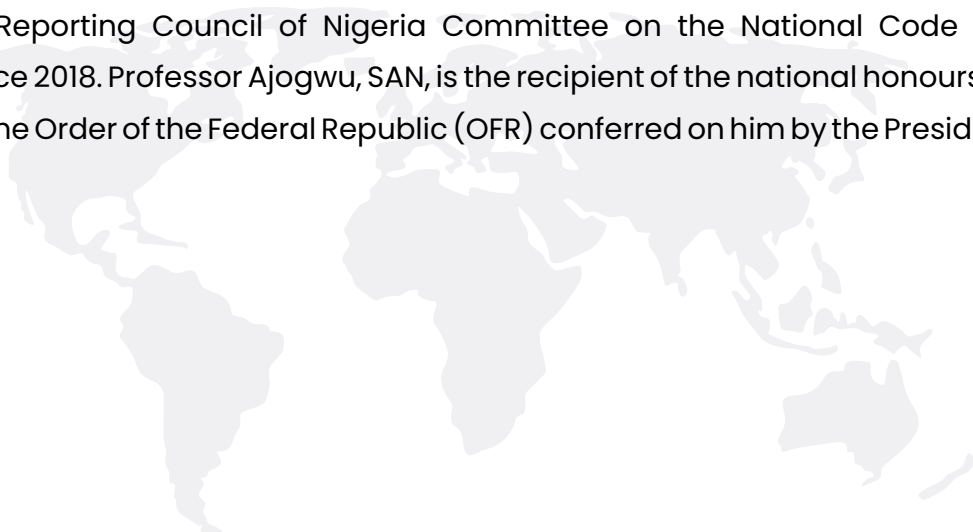 Reporting Council of Nigeria Committee on the National Code
ce 2018. Professor Ajogwu, SAN, is the recipient of the national honours
he Order of the Federal Republic (OFR) conferred on him by the Presid